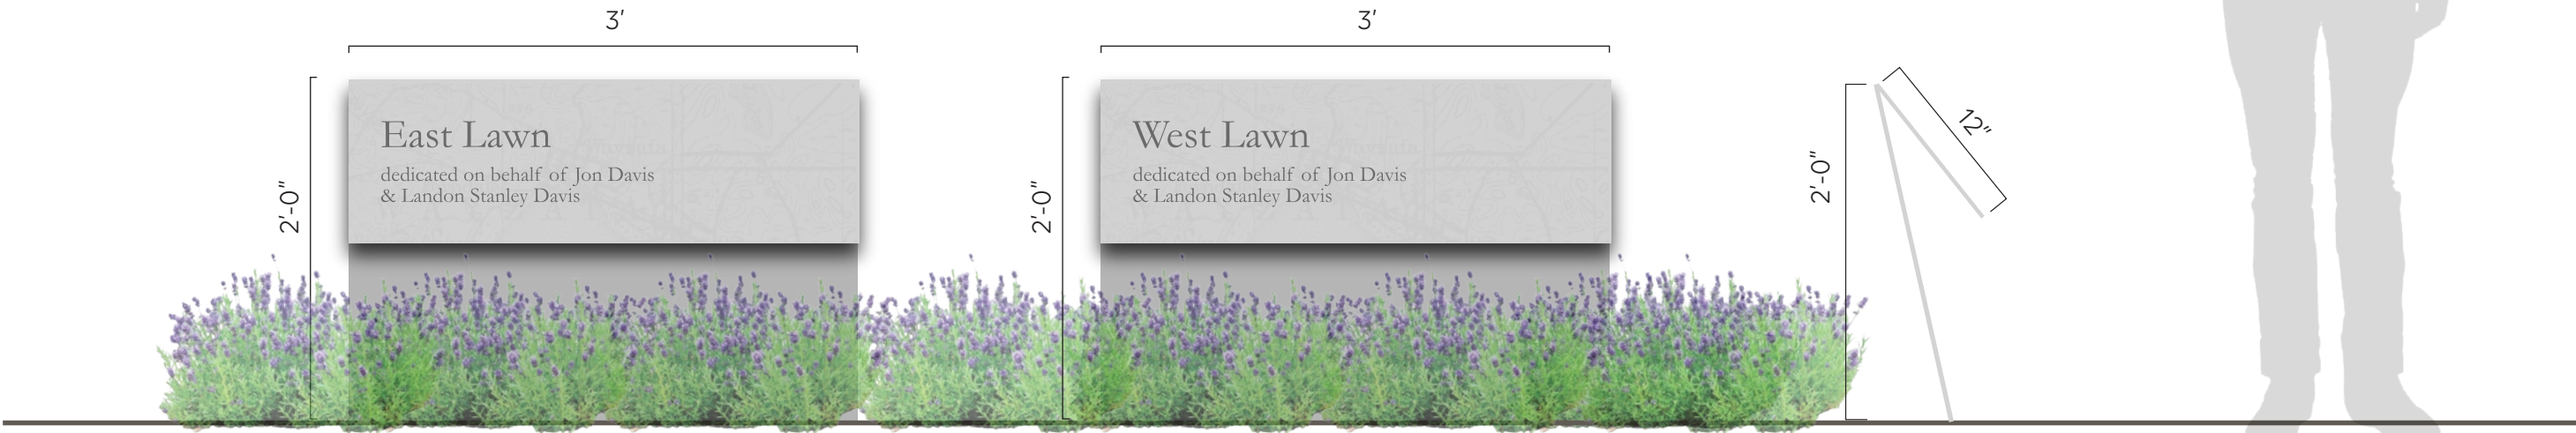 3'
3'
East Lawn
dedicated on behalf of Jon Davis
& Landon Stanley Davis
West Lawn
dedicated on behalf of Jon Davis
& Landon Stanley Davis
2'-0"
2'-0"
2'-0"
12"